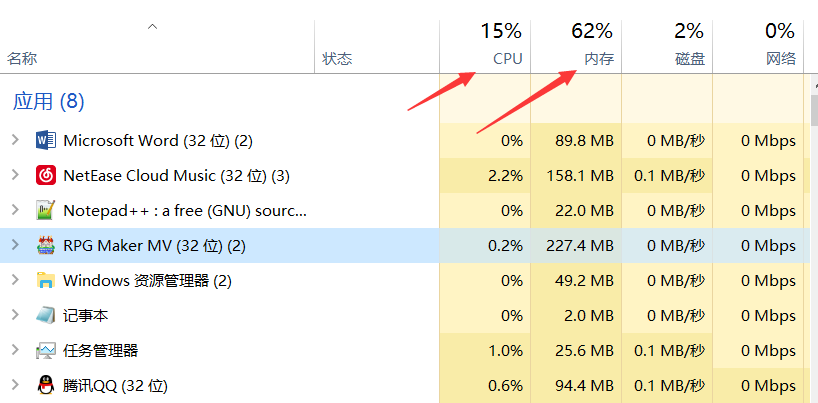 15% 62% 2% 0%
名称 状态 CPU 内存 磁盘 网络
应用 (8)
Microsoft Word (32 位) (2) 0% 89.8 MB 0 MB/秒 0 Mbps
NetEase Cloud Music (32 位) (3) 2.2% 158.1 MB 0.1 MB/秒 0 Mbps
Notepad++ : a free (GNU) sourc... 0% 22.0 MB 0 MB/秒 0 Mbps
RPG Maker MV (32 位) (2) 0.2% 227.4 MB 0 MB/秒 0 Mbps
Windows 资源管理器 (2) 0% 49.2 MB 0 MB/秒 0 Mbps
记事本 0% 2.0 MB 0 MB/秒 0 Mbps
任务管理器 1.0% 25.6 MB 0.1 MB/秒 0 Mbps
腾讯QQ (32 位) 0.6% 94.4 MB 0.1 MB/秒 0 Mbps